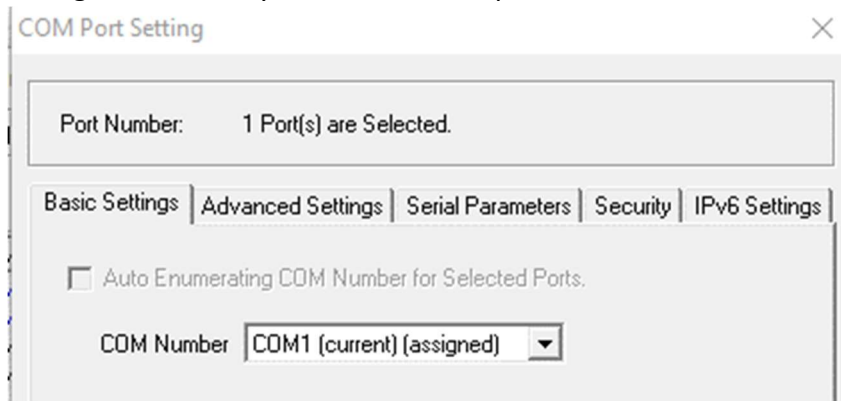 COM Port Setting
Port Number: 1 Port(s) are Selected.
Basic Settings Advanced Settings Serial Parameters Security IPv6 Settings
Auto Enumerating COM Number for Selected Ports.
COM Number COM1 (current) (assigned)